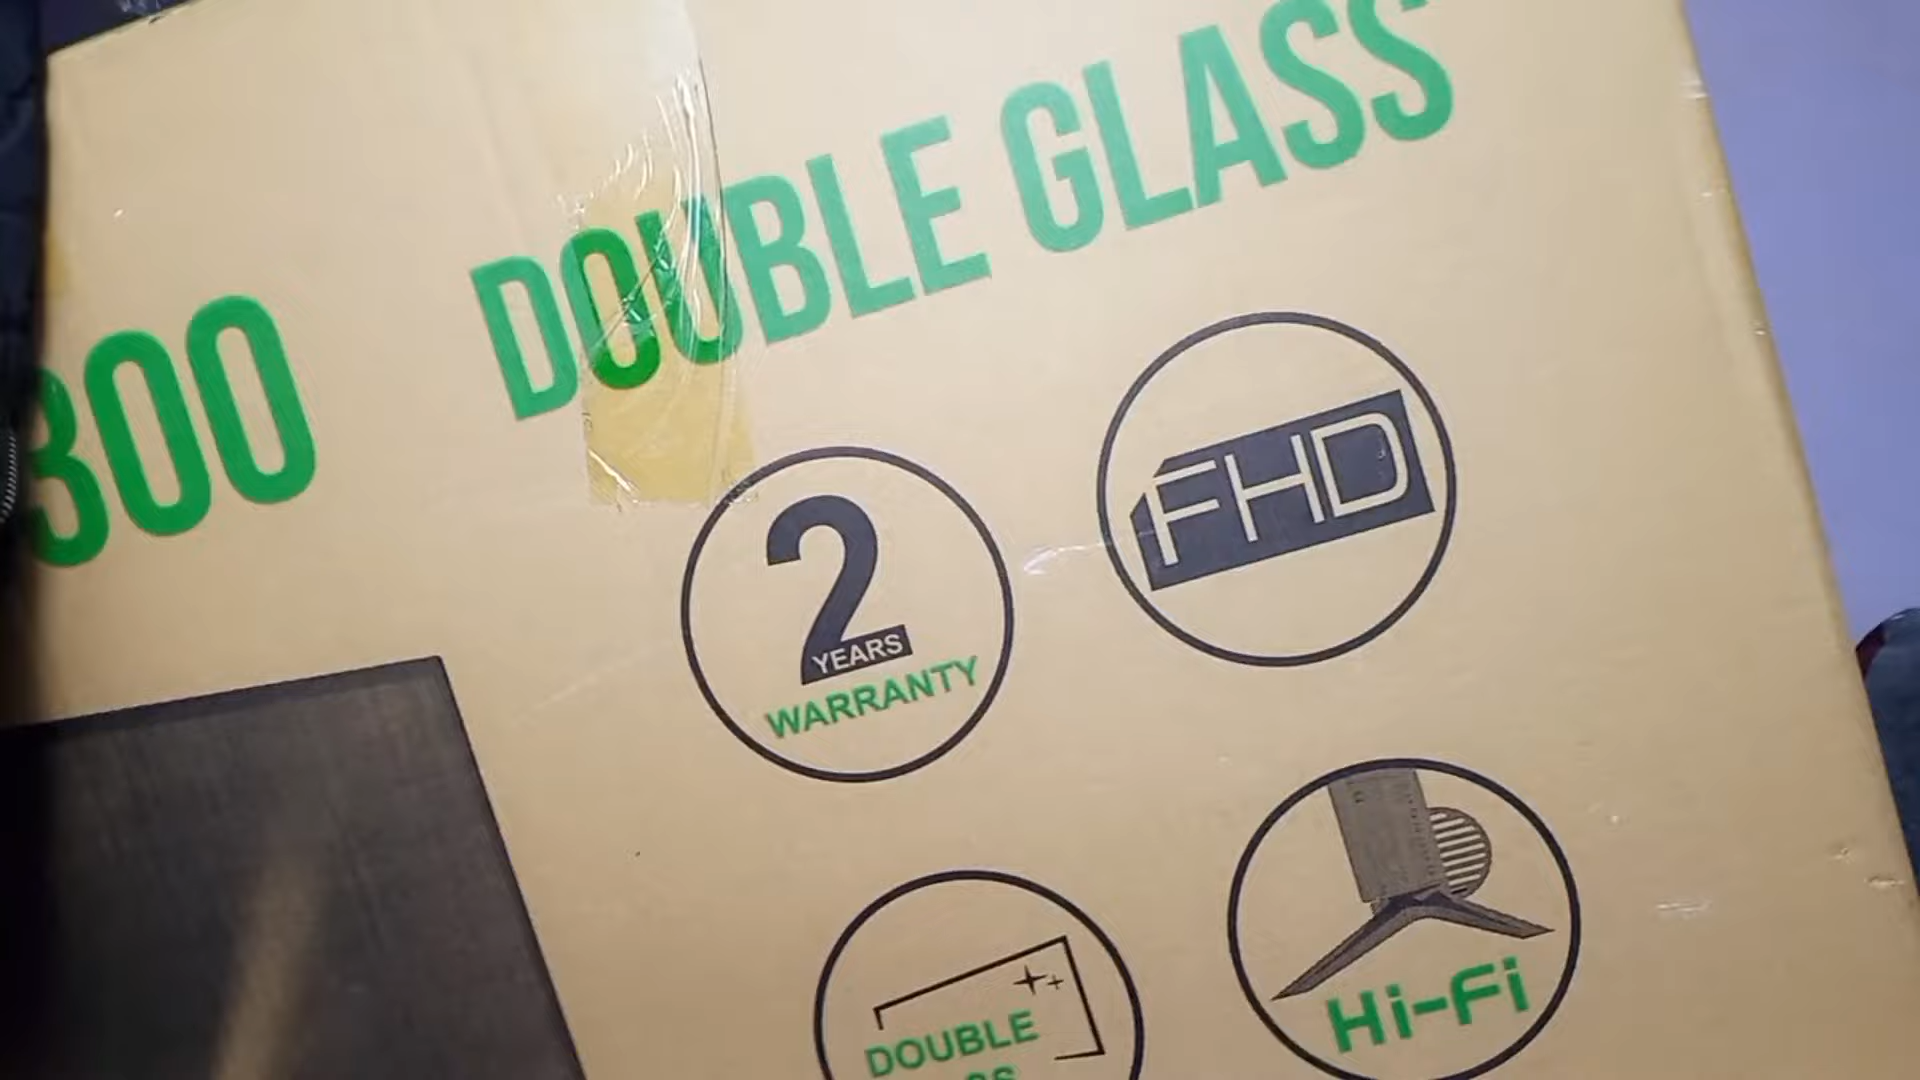 300 DOUBLE GLASS
FHD
2
YEARS
WARRANTY
Hi-Fi
DOUBLE